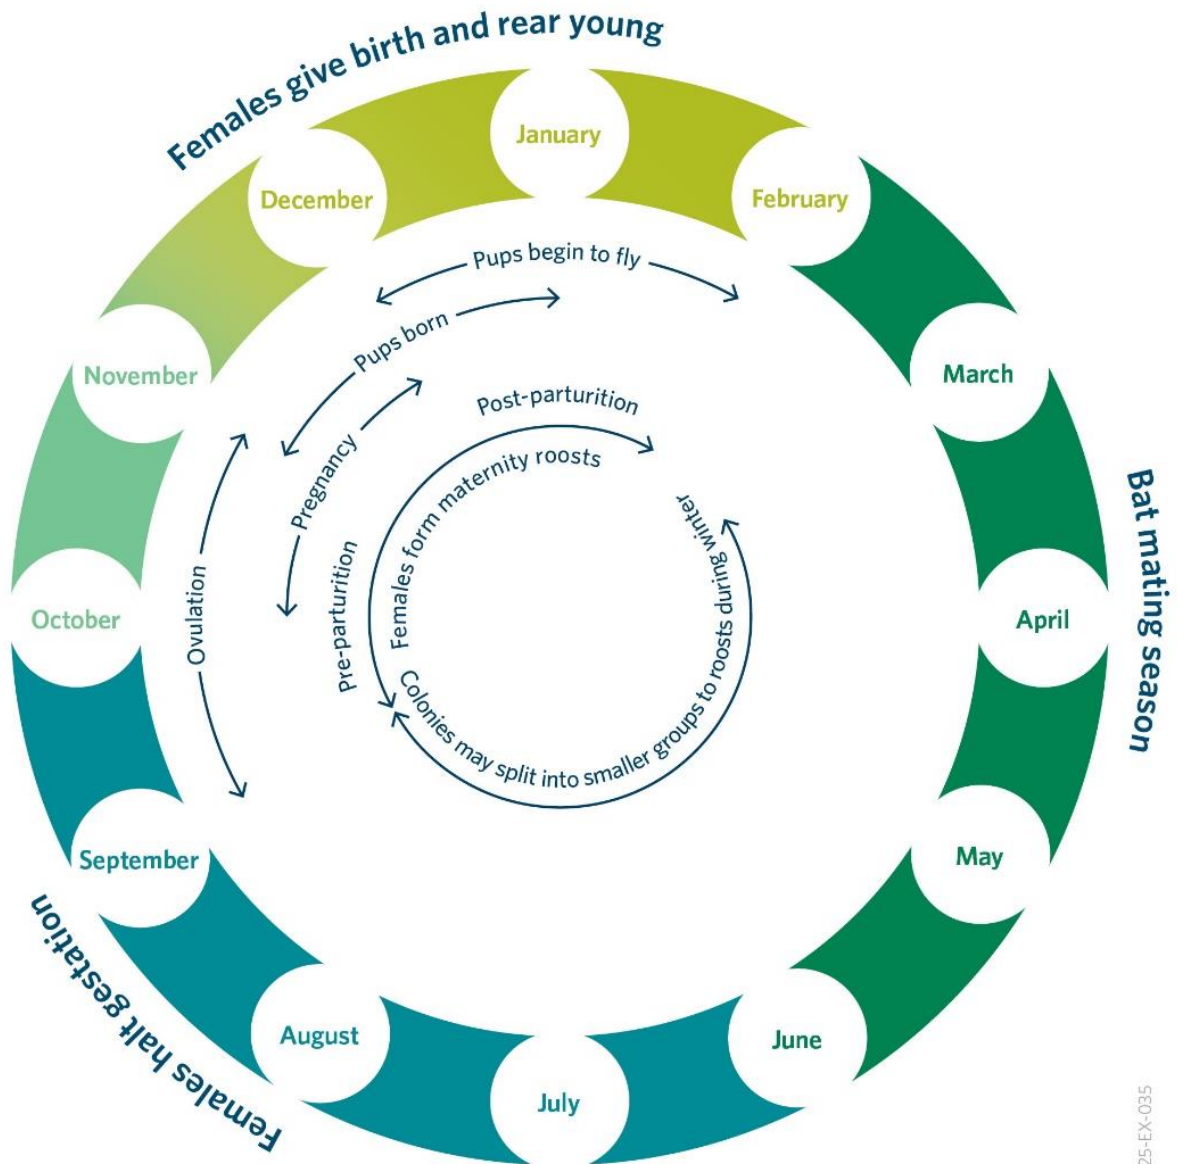 Females give birth and rear young
January
February
March
April
May
June
July
August
September
October
November
December
Bat mating season
Females halt gestation
Pups begin to fly
Pups born
Pregnancy
Ovulation
Post-parturition
Pre-parturition
Females form maternity roosts
Colonies may split into smaller groups to roosts during winter
25-EX-035